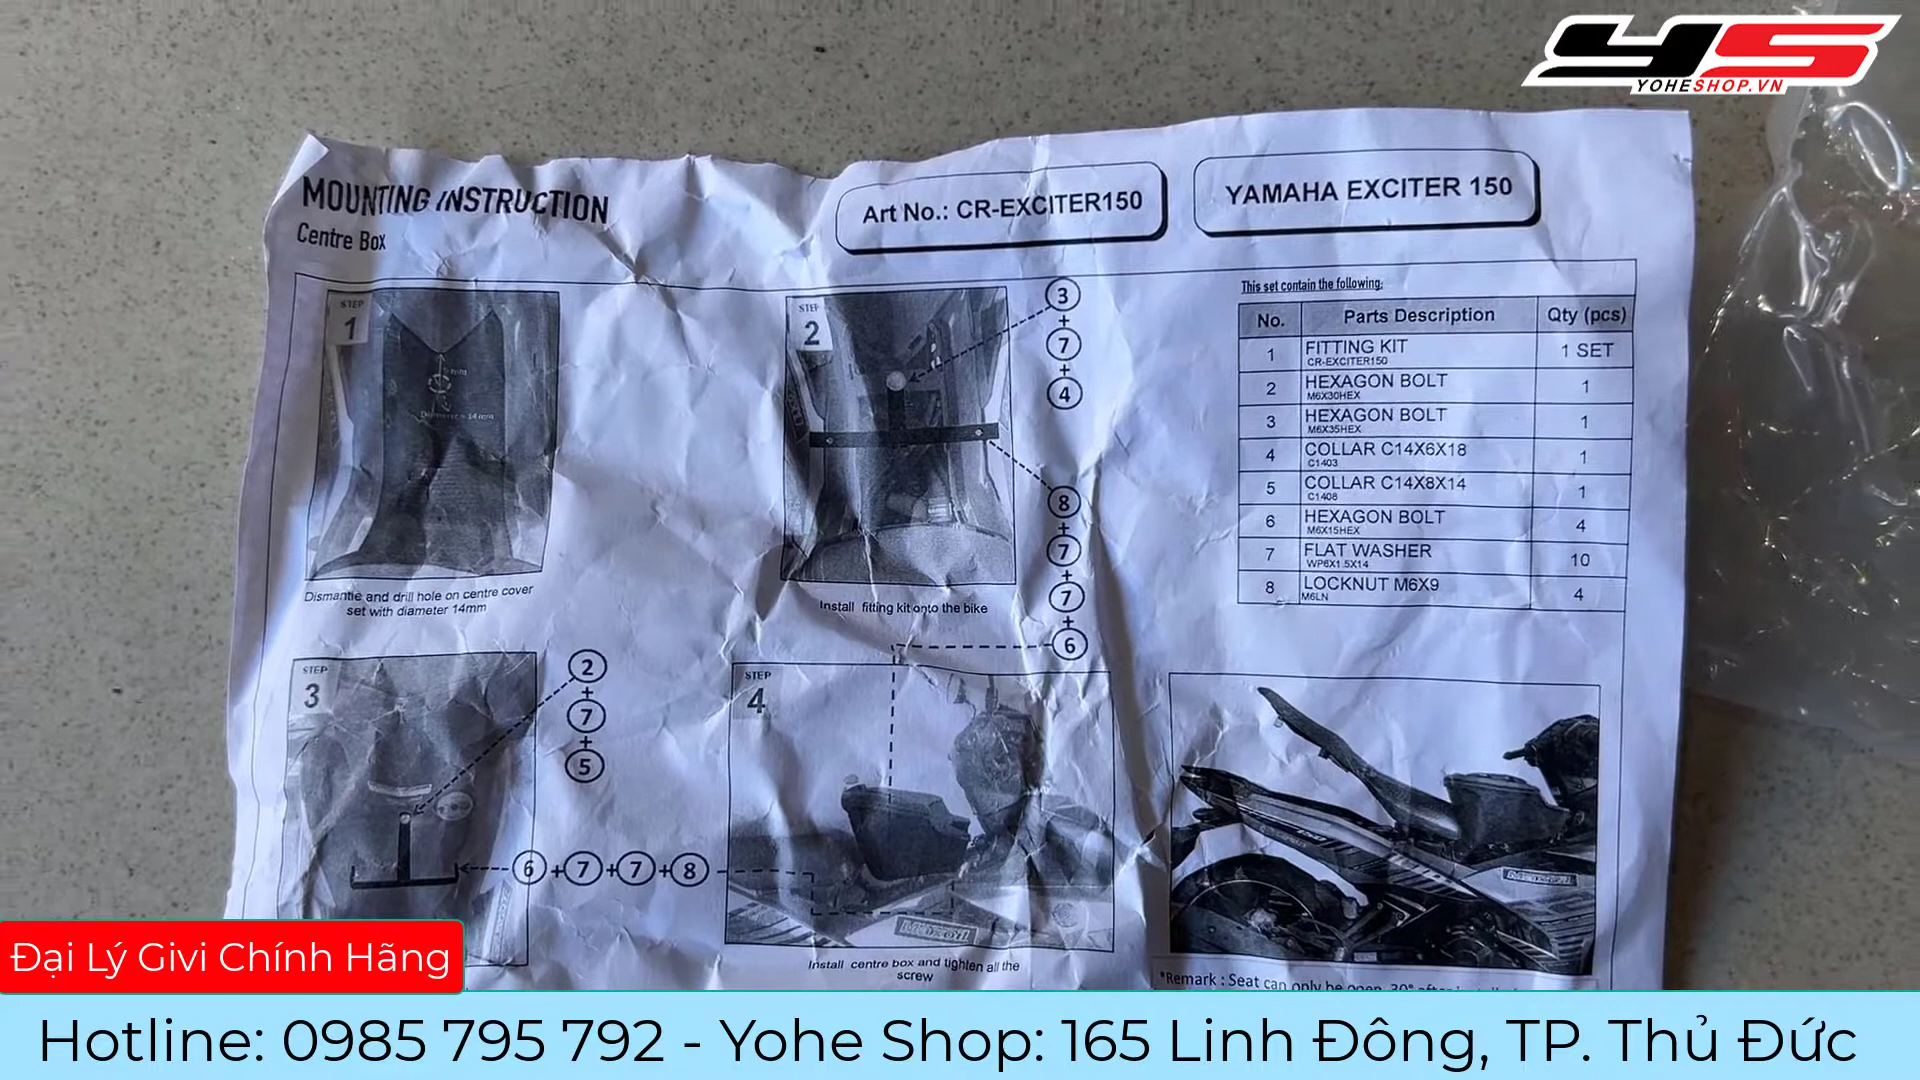 YS
YOHESHOP.VN
MOUNTING INSTRUCTION
Centre Box
Art No.: CR-EXCITER150
YAMAHA EXCITER 150
STEP
1
Diameter = 14 mm
Dismantle and drill hole on centre cover
set with diameter 14mm
STEP
2
3
+
7
+
4
8
+
7
+
7
+
6
Install fitting kit onto the bike
This set contain the following:
No. Parts Description Qty (pcs)
1 FITTING KIT 1 SET
CR-EXCITER150
2 HEXAGON BOLT 1
M6X30HEX
3 HEXAGON BOLT 1
M6X35HEX
4 COLLAR C14X6X18 1
C1403
5 COLLAR C14X8X14 1
C1408
6 HEXAGON BOLT 4
M6X15HEX
7 FLAT WASHER 10
WP6X1.5X14
8 LOCKNUT M6X9 4
M6LN
STEP
3
2
+
7
+
5
6 + 7 + 7 + 8
STEP
4
Install centre box and tighten all the
screw
*Remark : Seat can only be open 30°
Đại Lý Givi Chính Hãng
Hotline: 0985 795 792 - Yohe Shop: 165 Linh Đông, TP. Thủ Đức